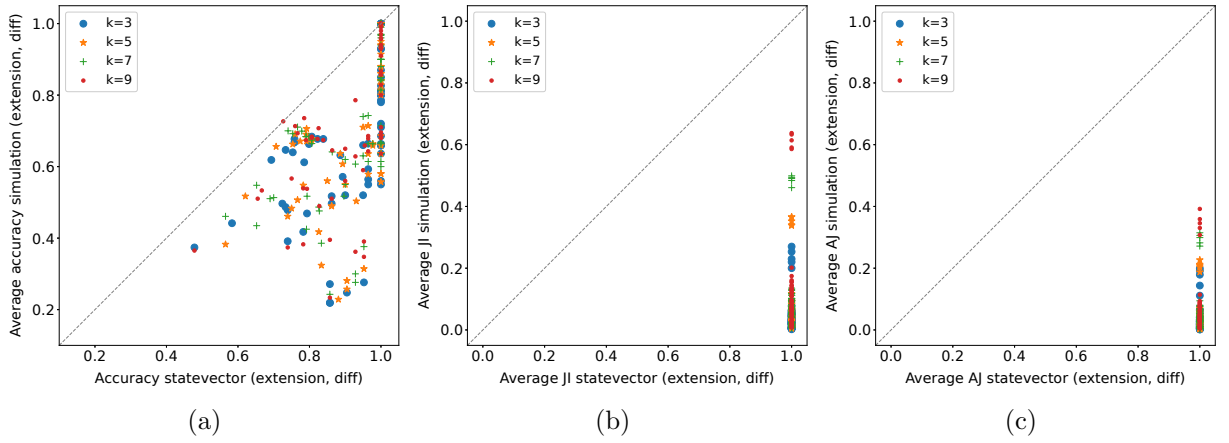 Average accuracy simulation (extension, diff)
1.0
0.8
0.6
0.4
0.2
k=3
k=5
k=7
k=9
0.2 0.4 0.6 0.8 1.0
Accuracy statevector (extension, diff)
(a)
Average JI simulation (extension, diff)
1.0
0.8
0.6
0.4
0.2
0.0
k=3
k=5
k=7
k=9
0.0 0.2 0.4 0.6 0.8 1.0
Average JI statevector (extension, diff)
(b)
Average AJ simulation (extension, diff)
1.0
0.8
0.6
0.4
0.2
0.0
k=3
k=5
k=7
k=9
0.0 0.2 0.4 0.6 0.8 1.0
Average AJ statevector (extension, diff)
(c)